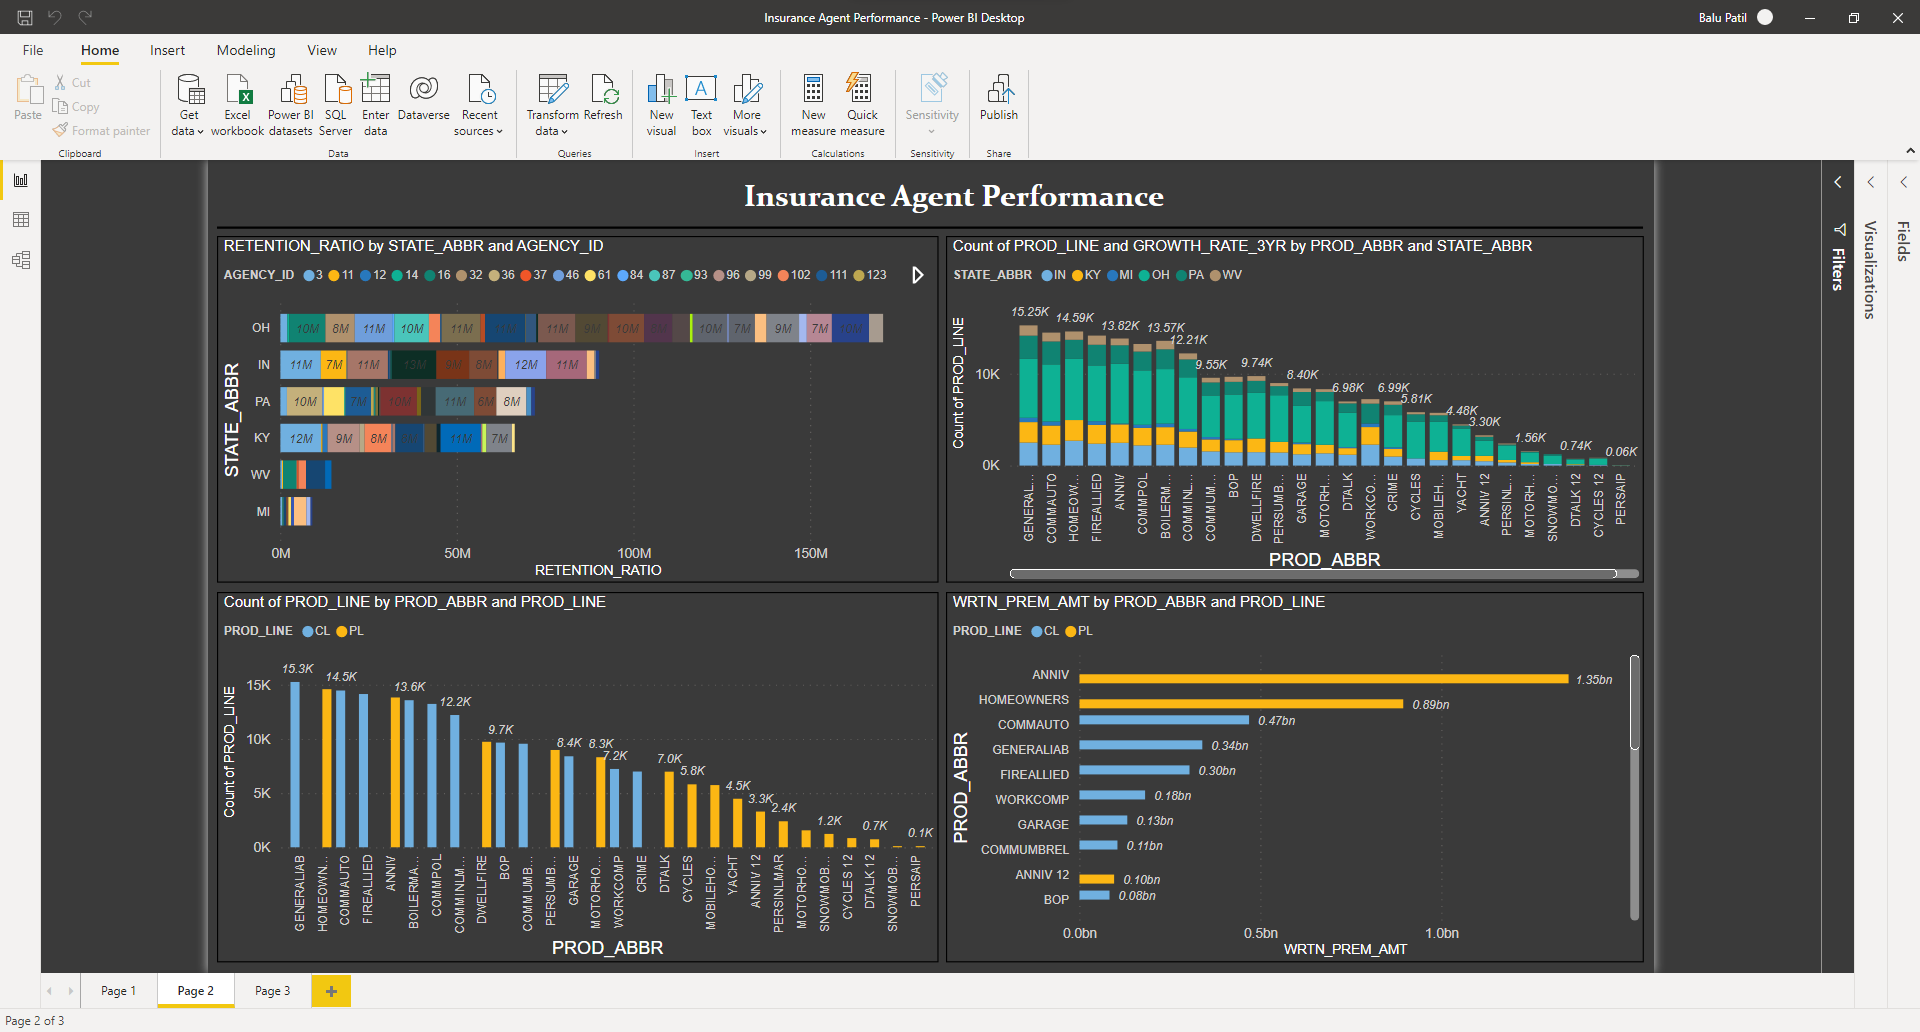 Insurance Agent Performance - Power BI Desktop
Balu Patil
File Home Insert Modeling View Help
Paste
Cut
Copy
Format painter
Clipboard
Get data
Excel workbook
Power BI datasets
SQL Server
Enter data
Dataverse
Recent sources
Data
Transform data
Refresh
Queries
New visual
Text box
More visuals
Insert
New measure
Quick measure
Calculations
Sensitivity
Sensitivity
Publish
Share
Insurance Agent Performance
RETENTION_RATIO by STATE_ABBR and AGENCY_ID
AGENCY_ID 3 11 12 14 16 32 36 37 46 61 84 87 93 96 99 102 111 123
STATE_ABBR
OH 10M 8M 11M 10M 11M 11M 11M 9M 10M 10M 7M 9M 7M 10M
IN 11M 7M 11M 13M 9M 8M 12M 11M
PA 10M 7M 10M 11M 6M 8M
KY 12M 9M 8M 11M 7M
WV
MI
0M 50M 100M 150M
RETENTION_RATIO
Count of PROD_LINE and GROWTH_RATE_3YR by PROD_ABBR and STATE_ABBR
STATE_ABBR IN KY MI OH PA WV
Count of PROD_LINE
10K
0K
15.25K 14.59K 13.82K 13.57K 12.21K 9.55K 9.74K 8.40K 6.98K 6.99K 5.81K 4.48K 3.30K 1.56K 0.74K 0.06K
GENERAL... COMMAUTO HOMEOW... FIREALLIED ANNIV COMMPOL BOILERM... COMMINL... COMMUM... BOP DWELLFIRE PERSUMB... GARAGE MOTORH... DTALK WORKCO... CRIME CYCLES MOBILEH... YACHT ANNIV 12 PERSINL... MOTORH... SNOWMO... DTALK 12 CYCLES 12 PERSAIP
PROD_ABBR
Count of PROD_LINE by PROD_ABBR and PROD_LINE
PROD_LINE CL PL
Count of PROD_LINE
15K
10K
5K
0K
15.3K 14.5K 13.6K 12.2K 9.7K 8.4K 8.3K 7.2K 7.0K 5.8K 4.5K 3.3K 2.4K 1.2K 0.7K 0.1K
GENERALIAB HOMEOWN... COMMAUTO FIREALLIED ANNIV BOILERMA... COMMPOL COMMINLM... DWELLFIRE BOP COMMUMB... PERSUMB... GARAGE MOTORHO... WORKCOMP CRIME DTALK CYCLES MOBILEHO... YACHT ANNIV 12 PERSINLMAR MOTORHO... SNOWMOB... CYCLES 12 DTALK 12 SNOWMOB... PERSAIP
PROD_ABBR
WRTN_PREM_AMT by PROD_ABBR and PROD_LINE
PROD_LINE CL PL
PROD_ABBR
ANNIV 1.35bn
HOMEOWNERS 0.89bn
COMMAUTO 0.47bn
GENERALIAB 0.34bn
FIREALLIED 0.30bn
WORKCOMP 0.18bn
GARAGE 0.13bn
COMMUMBREL 0.11bn
ANNIV 12 0.10bn
BOP 0.08bn
0.0bn 0.5bn 1.0bn
WRTN_PREM_AMT
Filters
Visualizations
Fields
Page 1 Page 2 Page 3
Page 2 of 3